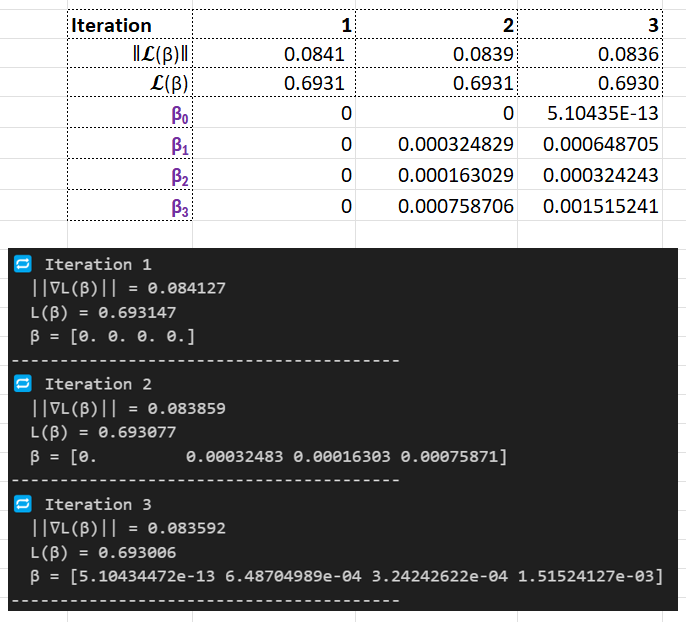 Iteration 1 2 3
‖𝓛(β)‖ 0.0841 0.0839 0.0836
𝓛(β) 0.6931 0.6931 0.6930
β₀ 0 0 5.10435E-13
β₁ 0 0.000324829 0.000648705
β₂ 0 0.000163029 0.000324243
β₃ 0 0.000758706 0.001515241
🔁 Iteration 1
||∇L(β)|| = 0.084127
L(β) = 0.693147
β = [0. 0. 0. 0.]
----------------------------------------
🔁 Iteration 2
||∇L(β)|| = 0.083859
L(β) = 0.693077
β = [0.         0.00032483 0.00016303 0.00075871]
----------------------------------------
🔁 Iteration 3
||∇L(β)|| = 0.083592
L(β) = 0.693006
β = [5.10434472e-13 6.48704989e-04 3.24242622e-04 1.51524127e-03]
----------------------------------------